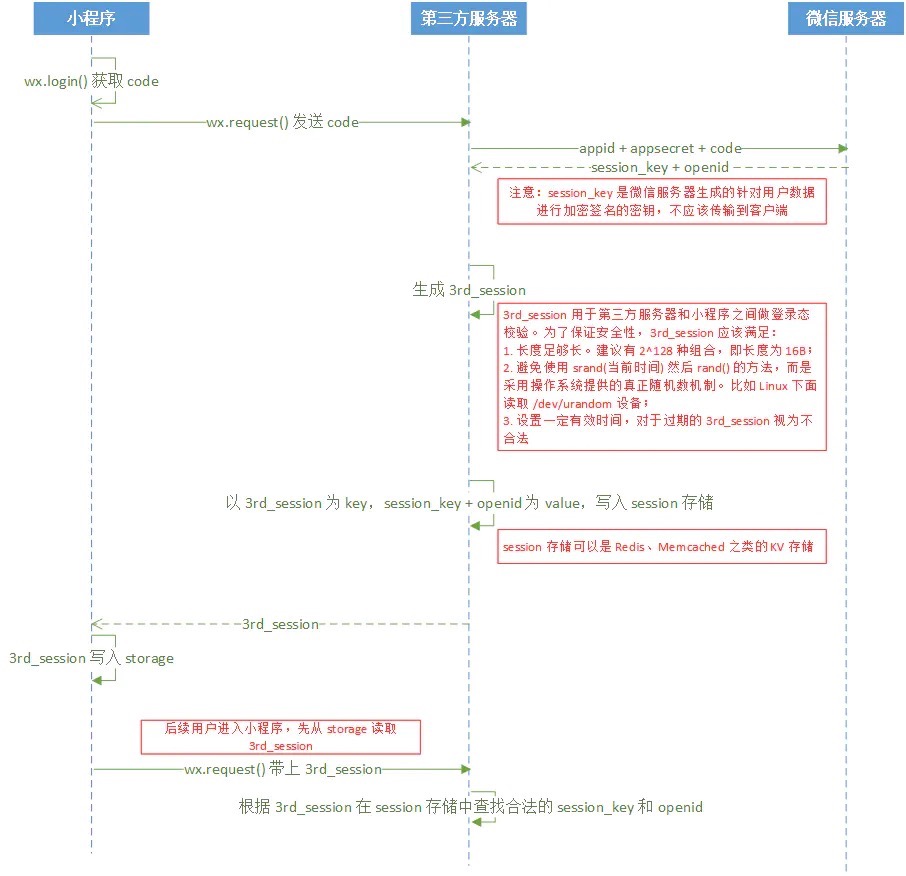 小程序
第三方服务器
微信服务器
wx.login() 获取 code
wx.request() 发送 code
appid + appsecret + code
session_key + openid
注意：session_key 是微信服务器生成的针对用户数据
进行加密签名的密钥，不应该传输到客户端
生成 3rd_session
3rd_session 用于第三方服务器和小程序之间做登录态
校验。为了保证安全性，3rd_session 应该满足：
1. 长度足够长。建议有 2^128 种组合，即长度为 16B；
2. 避免使用 srand(当前时间) 然后 rand() 的方法，而是
采用操作系统提供的真正随机数机制。比如 Linux 下面
读取 /dev/urandom 设备；
3. 设置一定有效时间，对于过期的 3rd_session 视为不
合法
以 3rd_session 为 key，session_key + openid 为 value，写入 session 存储
session 存储可以是 Redis、Memcached 之类的 KV 存储
3rd_session
3rd_session 写入 storage
后续用户进入小程序，先从 storage 读取
3rd_session
wx.request() 带上 3rd_session
根据 3rd_session 在 session 存储中查找合法的 session_key 和 openid